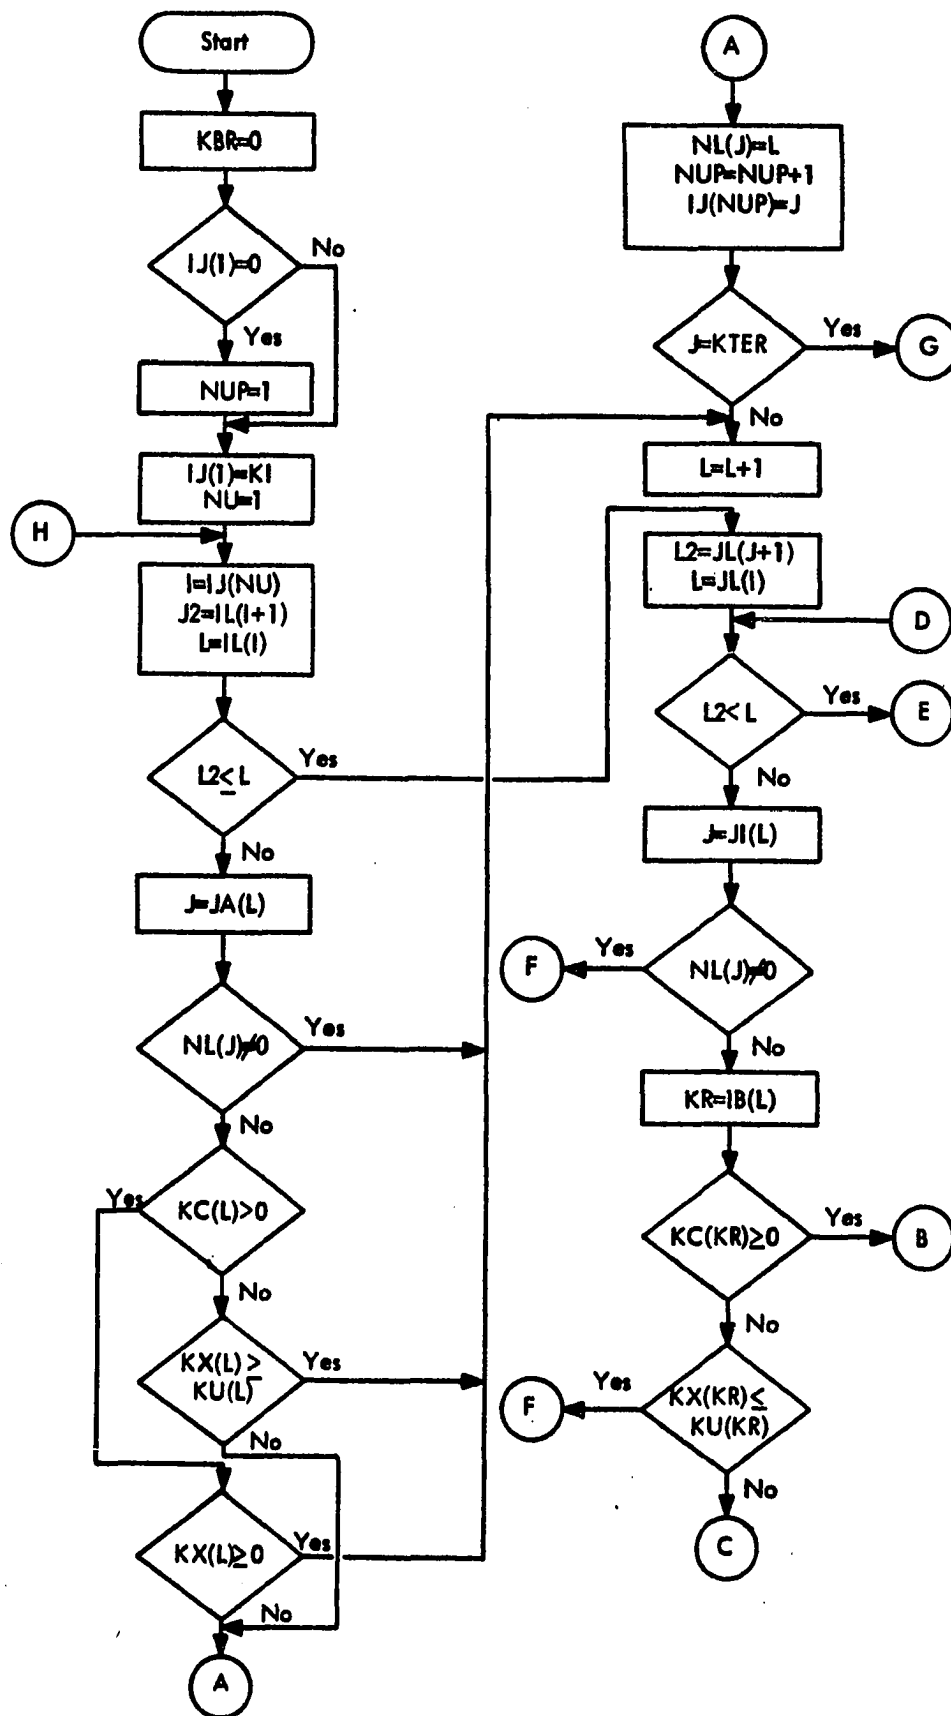 Start
KBR=0
IJ(1)=0
No
Yes
NUP=1
IJ(1)=KI
NU=1
H
I=IJ(NU)
J2=IL(I+1)
L=IL(I)
L2≤L
Yes
No
J=JA(L)
NL(J)≠0
Yes
No
KC(L)>0
Yes
No
KX(L)≥
KU(L)
Yes
No
KX(L)≥0
Yes
No
A
A
NL(J)=L
NUP=NUP+1
IJ(NUP)=J
J=KTER
Yes
G
No
L=L+1
L2=JL(J+1)
L=JL(I)
D
L2<L
Yes
E
No
J=JI(L)
NL(J)≠0
Yes
F
No
KR=IB(L)
KC(KR)≥0
Yes
B
No
KX(KR)≤
KU(KR)
Yes
F
No
C